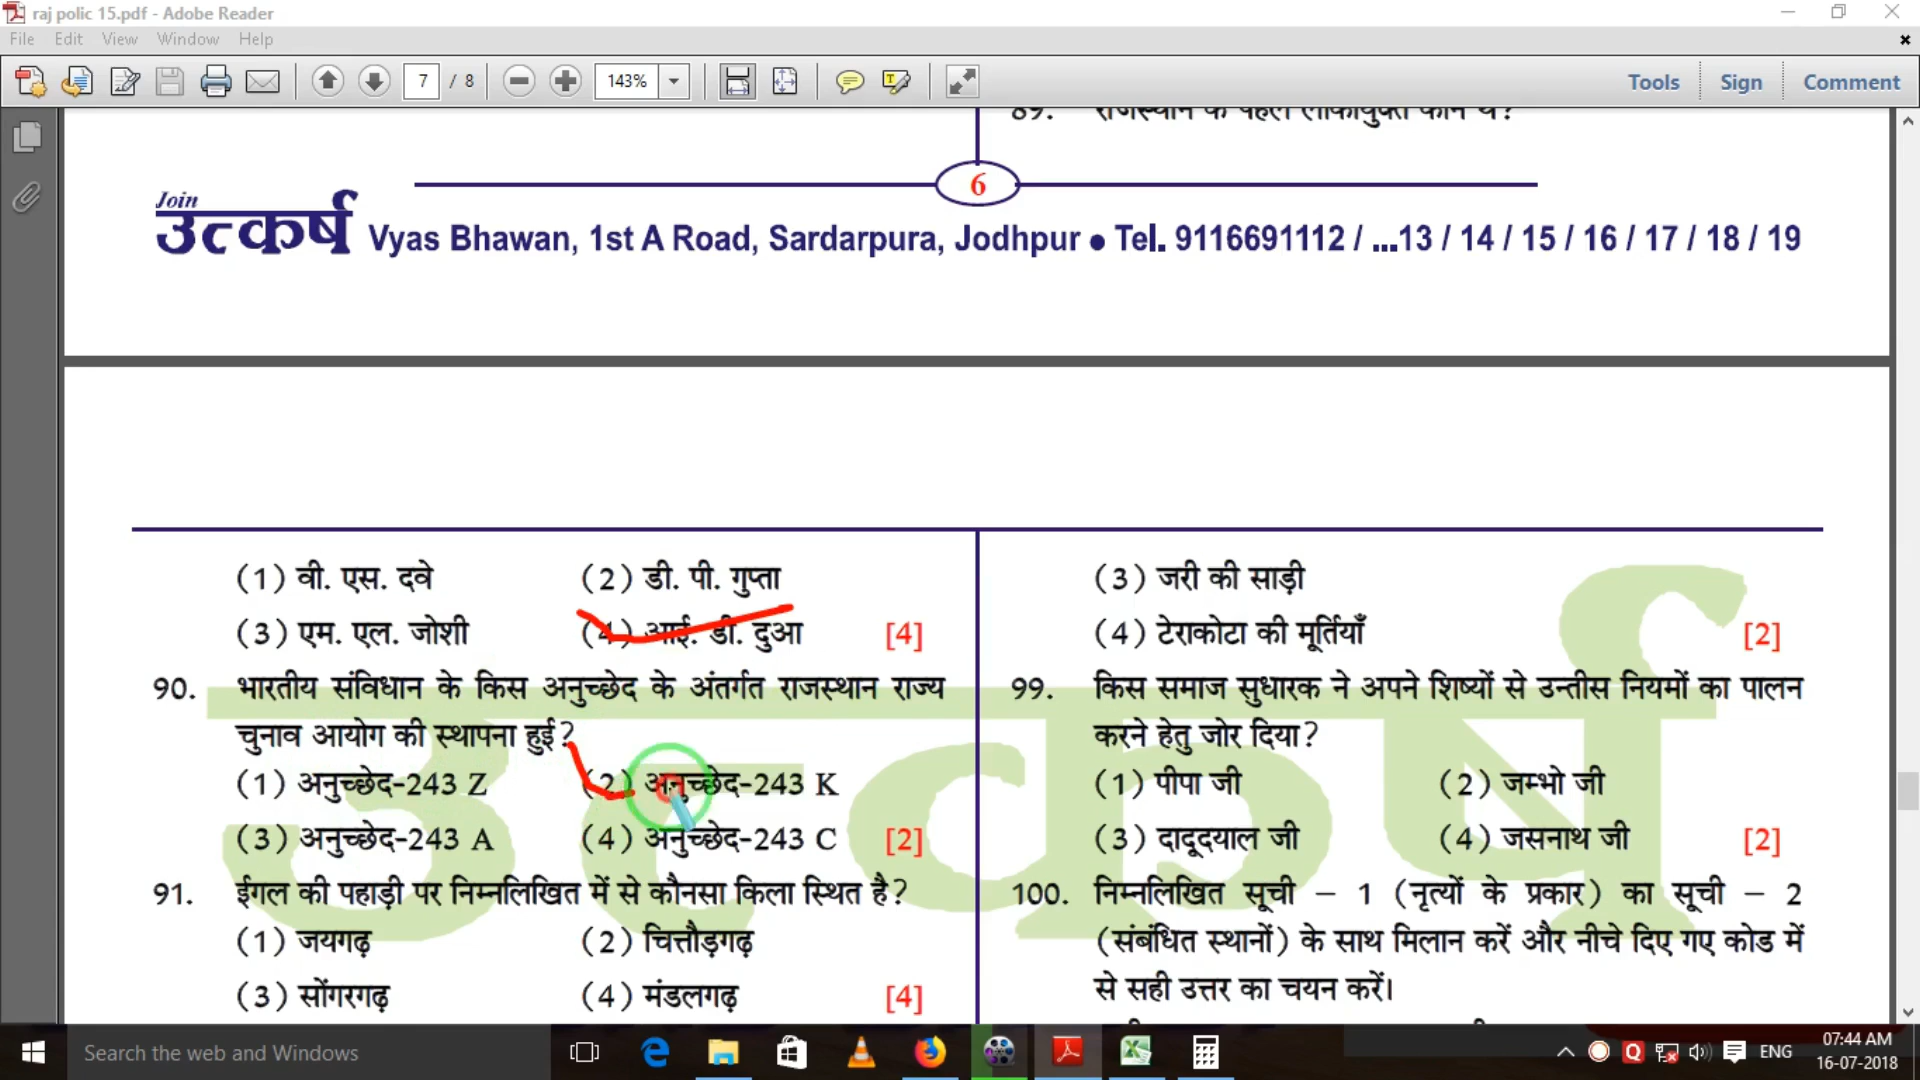 raj polic 15.pdf - Adobe Reader
File Edit View Window Help
7 / 8 143% Tools Sign Comment
89. राजस्थान के पहले लोकायुक्त कौन थे?
6
Join
उत्कर्ष Vyas Bhawan, 1st A Road, Sardarpura, Jodhpur ● Tel. 9116691112 / ...13 / 14 / 15 / 16 / 17 / 18 / 19
(1) वी. एस. दवे (2) डी. पी. गुप्ता
(3) एम. एल. जोशी (4) आई. डी. दुआ [4]
90. भारतीय संविधान के किस अनुच्छेद के अंतर्गत राजस्थान राज्य
चुनाव आयोग की स्थापना हुई?
(1) अनुच्छेद-243 Z (2) अनुच्छेद-243 K
(3) अनुच्छेद-243 A (4) अनुच्छेद-243 C [2]
91. ईगल की पहाड़ी पर निम्नलिखित में से कौनसा किला स्थित है?
(1) जयगढ़ (2) चित्तौड़गढ़
(3) सोंगरगढ़ (4) मंडलगढ़ [4]
(3) जरी की साड़ी
(4) टेराकोटा की मूर्तियाँ [2]
99. किस समाज सुधारक ने अपने शिष्यों से उन्तीस नियमों का पालन
करने हेतु जोर दिया?
(1) पीपा जी (2) जम्भो जी
(3) दादूदयाल जी (4) जसनाथ जी [2]
100. निम्नलिखित सूची – 1 (नृत्यों के प्रकार) का सूची – 2
(संबंधित स्थानों) के साथ मिलान करें और नीचे दिए गए कोड में
से सही उत्तर का चयन करें।
उत्कर्ष
Search the web and Windows
ENG
07:44 AM
16-07-2018